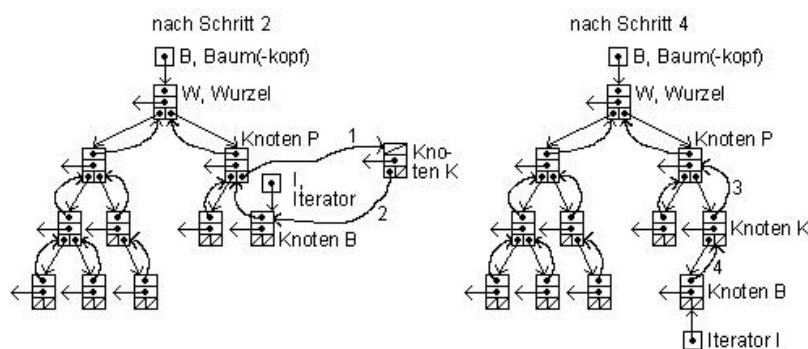 nach Schritt 2
B, Baum(-kopf)
W, Wurzel
Knoten P
1
Kno-
ten K
I,
Iterator
2
Knoten B
nach Schritt 4
B, Baum(-kopf)
W, Wurzel
Knoten P
3
Knoten K
4
Knoten B
Iterator I